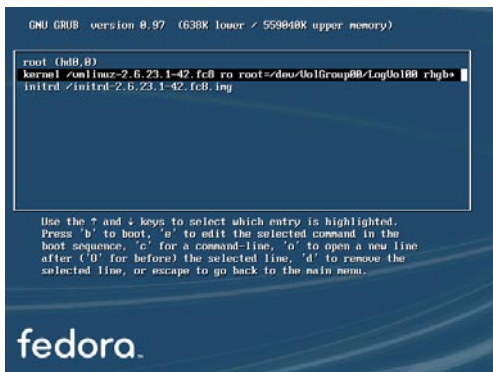 GNU GRUB version 0.97 (638K lower / 559040K upper memory)
root (hd0,0)
kernel /vmlinuz-2.6.23.1-42.fc8 ro root=/dev/VolGroup00/LogVol00 rhgb→
initrd /initrd-2.6.23.1-42.fc8.img
Use the ↑ and ↓ keys to select which entry is highlighted.
Press 'b' to boot, 'e' to edit the selected command in the
boot sequence, 'c' for a command-line, 'o' to open a new line
after ('O' for before) the selected line, 'd' to remove the
selected line, or escape to go back to the main menu.
fedora